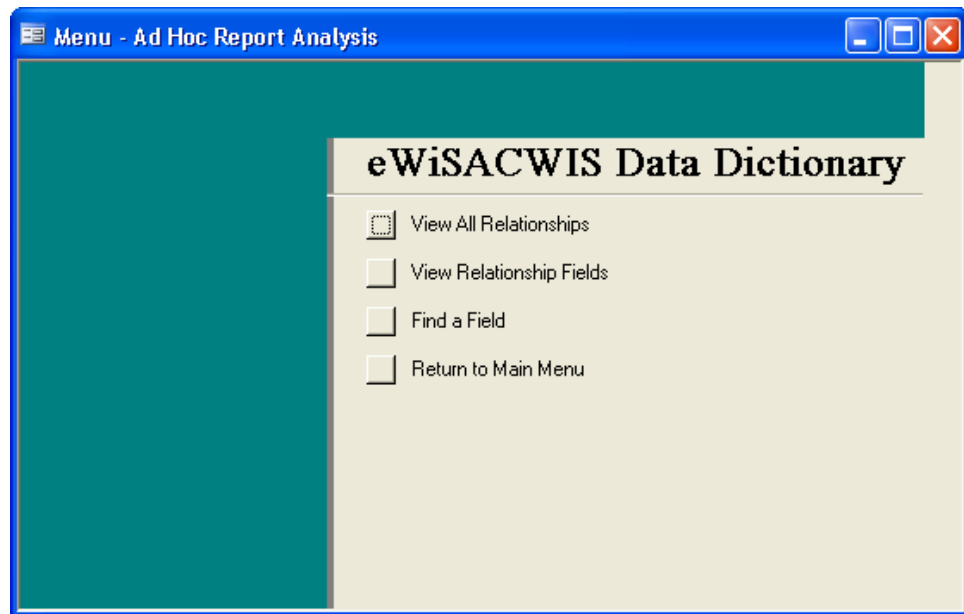 Menu - Ad Hoc Report Analysis
eWiSACWIS Data Dictionary
View All Relationships
View Relationship Fields
Find a Field
Return to Main Menu